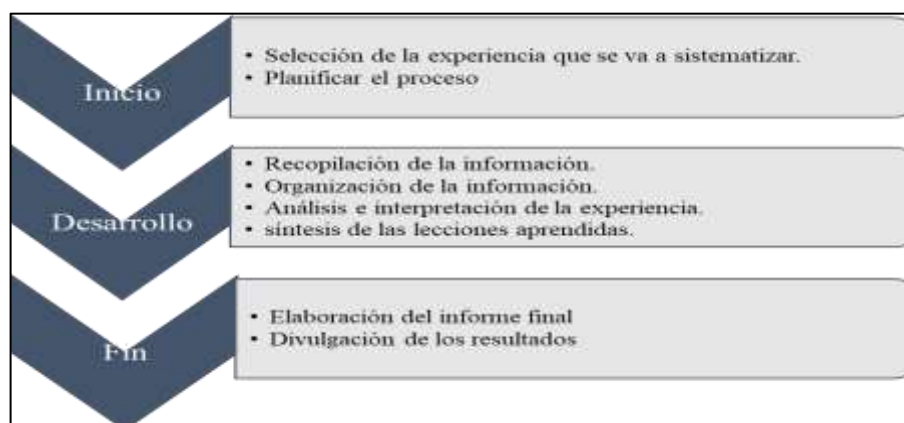 Inicio
• Selección de la experiencia que se va a sistematizar.
• Planificar el proceso
Desarrollo
• Recopilación de la información.
• Organización de la información.
• Análisis e interpretación de la experiencia.
• síntesis de las lecciones aprendidas.
Fin
• Elaboración del informe final
• Divulgación de los resultados